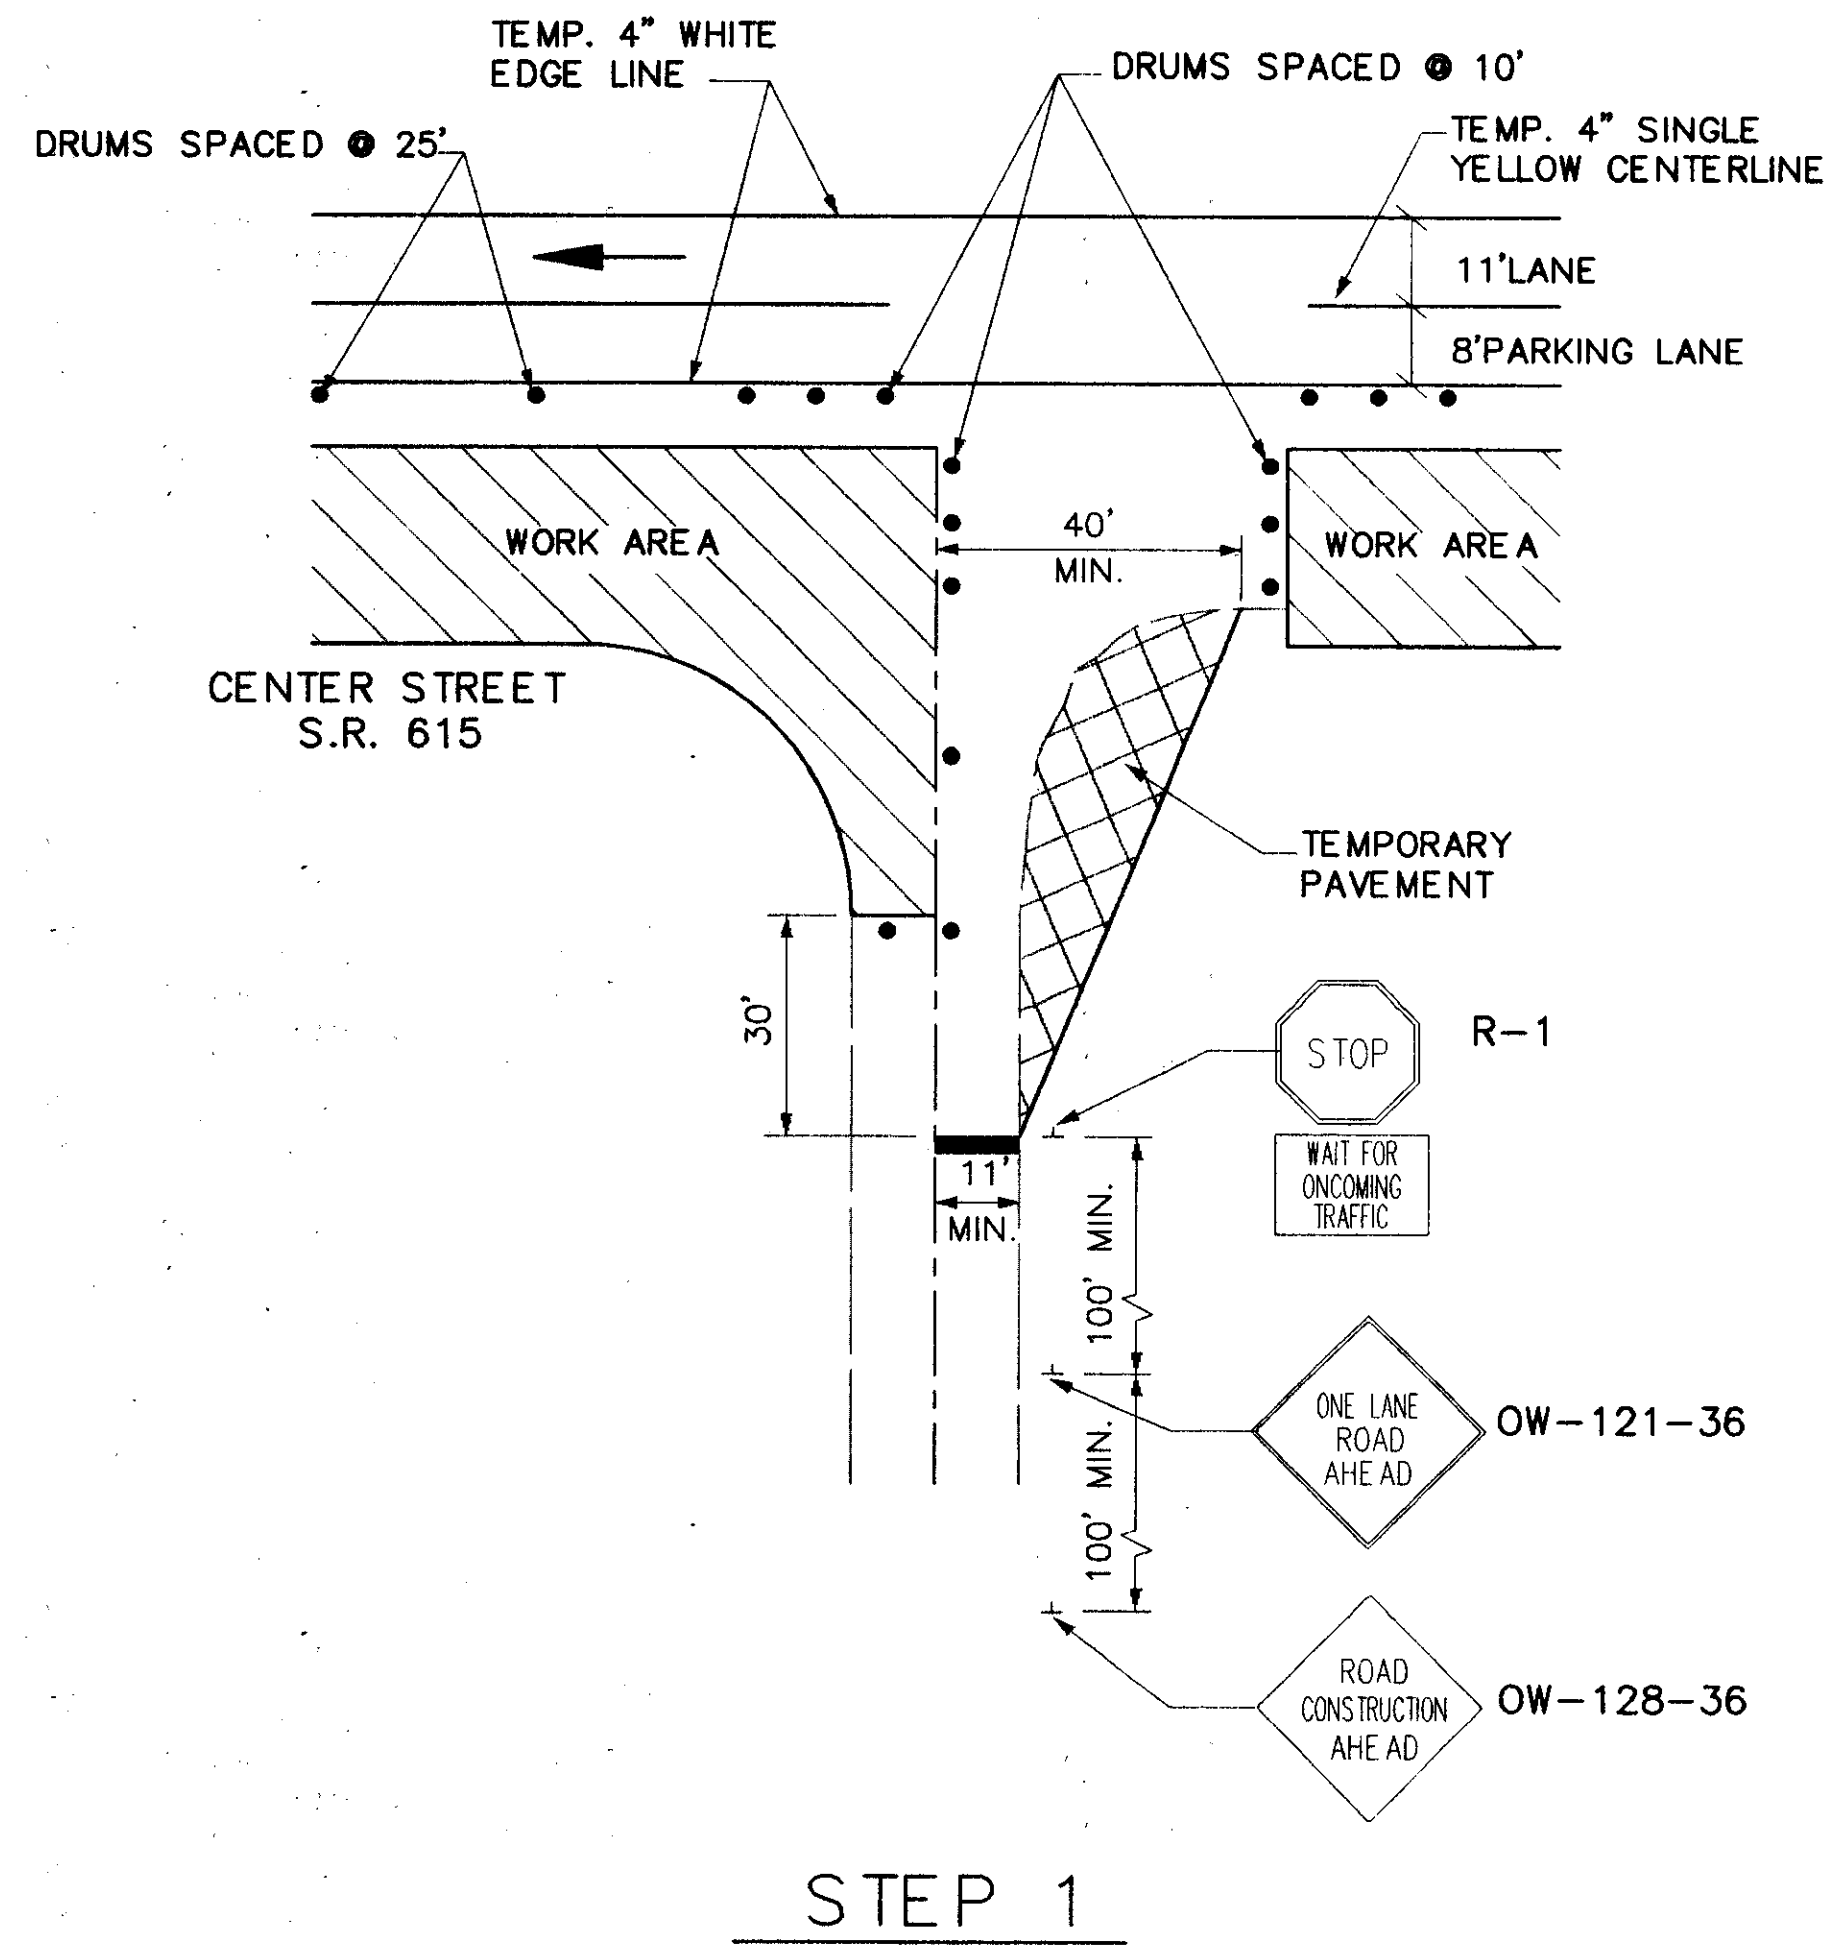 TEMP. 4" WHITE
EDGE LINE
DRUMS SPACED @ 10'
DRUMS SPACED @ 25'
TEMP. 4" SINGLE
YELLOW CENTERLINE
11' LANE
8' PARKING LANE
WORK AREA
40'
MIN.
WORK AREA
CENTER STREET
S.R. 615
TEMPORARY
PAVEMENT
30'
STOP
R-1
WAIT FOR
ONCOMING
TRAFFIC
11'
MIN.
100' MIN.
ONE LANE
ROAD
AHEAD
OW-121-36
100' MIN.
ROAD
CONSTRUCTION
AHEAD
OW-128-36
STEP 1